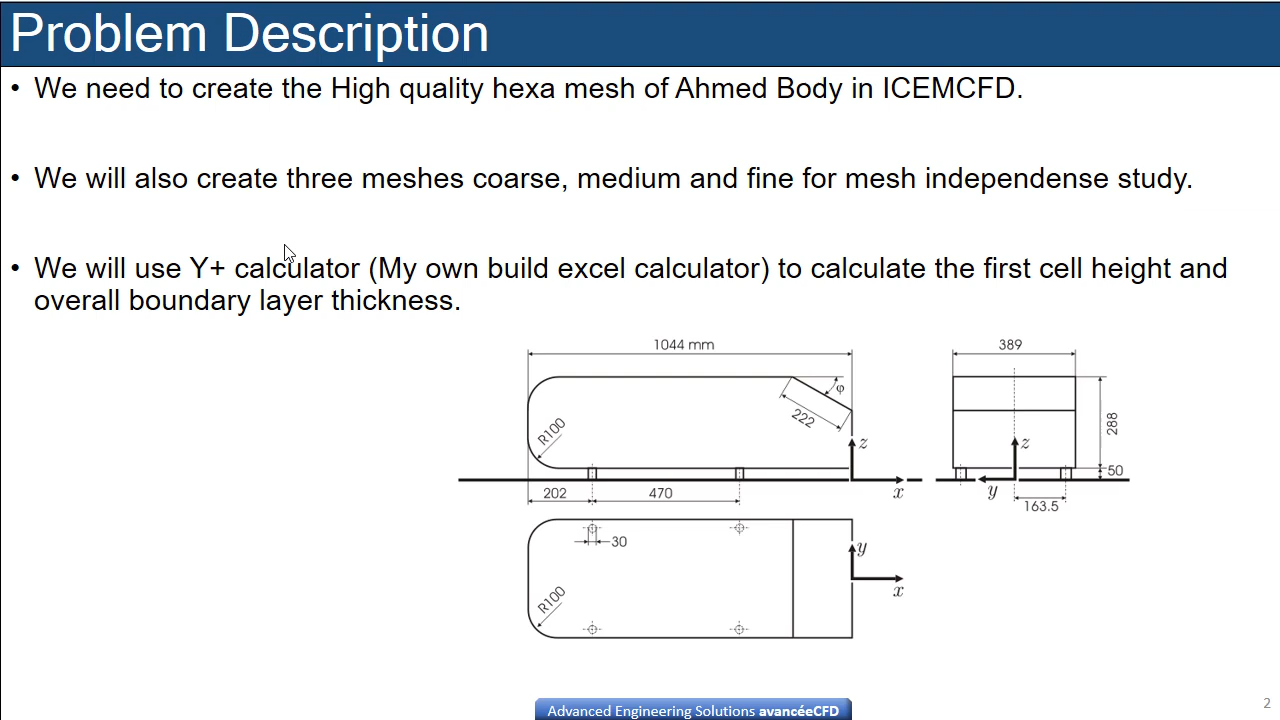 Problem Description
• We need to create the High quality hexa mesh of Ahmed Body in ICEMCFD.
• We will also create three meshes coarse, medium and fine for mesh independense study.
• We will use Y+ calculator (My own build excel calculator) to calculate the first cell height and
overall boundary layer thickness.
1044 mm
389
φ
222
R100
z
z
288
50
x
y
202
470
163.5
30
y
R100
x
2
Advanced Engineering Solutions avancéeCFD